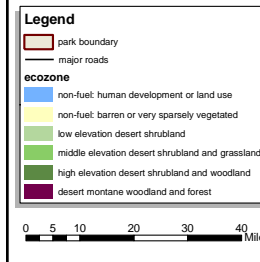 Legend
park boundary
major roads
ecozone
non-fuel: human development or land use
non-fuel: barren or very sparsely vegetated
low elevation desert shrubland
middle elevation desert shrubland and grassland
high elevation desert shrubland and woodland
desert montane woodland and forest
0 5 10 20 30 40
Mile